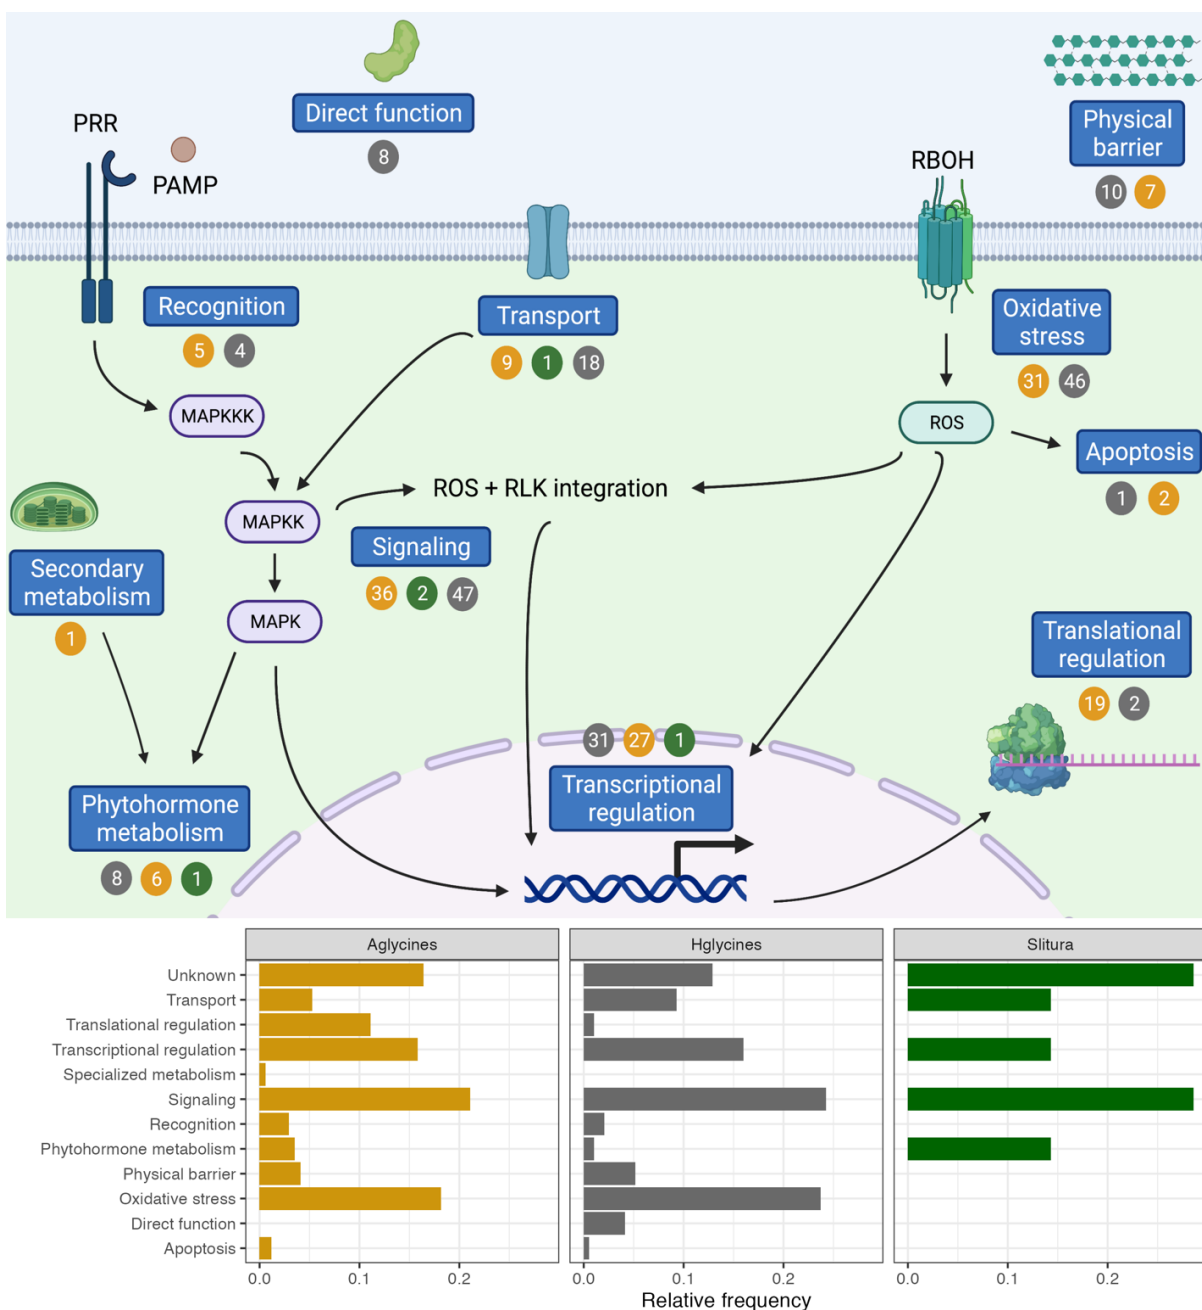 Direct function
8
PRR
PAMP
Physical
barrier
10 7
RBOH
Recognition
5 4
Transport
9 1 18
Oxidative
stress
31 46
MAPKKK
ROS
Apoptosis
1 2
ROS + RLK integration
MAPKK
Signaling
36 2 47
Secondary
metabolism
1
MAPK
Translational
regulation
19 2
31 27 1
Transcriptional
regulation
Phytohormone
metabolism
8 6 1
Aglycines
Hglycines
Slitura
Unknown
Transport
Translational regulation
Transcriptional regulation
Specialized metabolism
Signaling
Recognition
Phytohormone metabolism
Physical barrier
Oxidative stress
Direct function
Apoptosis
0.0 0.1 0.2
0.0 0.1 0.2
0.0 0.1 0.2
Relative frequency